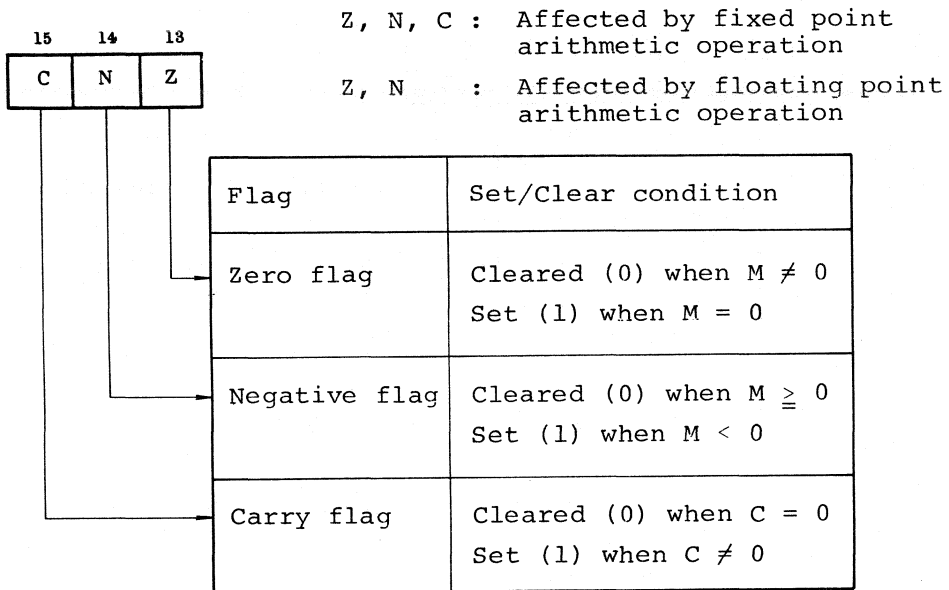 Z, N, C : Affected by fixed point
arithmetic operation
15 14 13
C N Z
Z, N : Affected by floating point
arithmetic operation
Flag Set/Clear condition
Zero flag Cleared (0) when M ≠ 0
Set (1) when M = 0
Negative flag Cleared (0) when M ≧ 0
Set (1) when M < 0
Carry flag Cleared (0) when C = 0
Set (1) when C ≠ 0